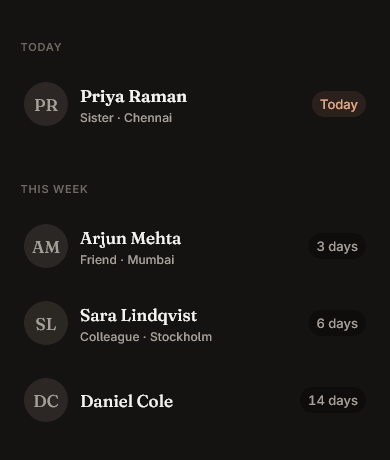 TODAY
PR
Priya Raman
Today
Sister · Chennai
THIS WEEK
AM
Arjun Mehta
3 days
Friend · Mumbai
SL
Sara Lindqvist
6 days
Colleague · Stockholm
DC
Daniel Cole
14 days